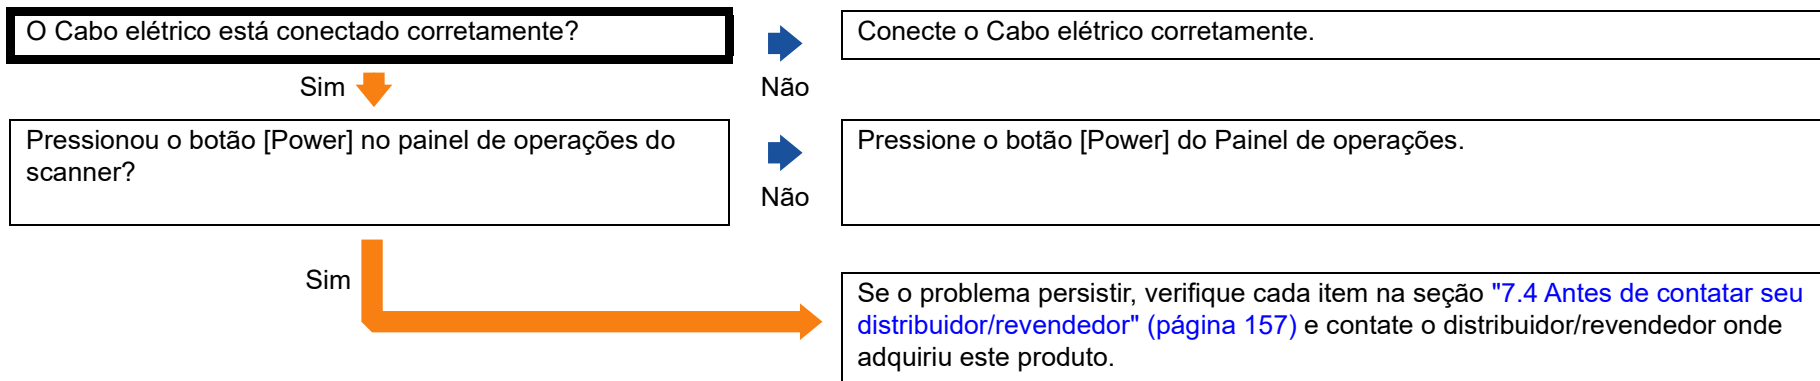 O Cabo elétrico está conectado corretamente?
Conecte o Cabo elétrico corretamente.
Sim
Não
Pressionou o botão [Power] no painel de operações do
scanner?
Pressione o botão [Power] do Painel de operações.
Não
Sim
Se o problema persistir, verifique cada item na seção "7.4 Antes de contatar seu
distribuidor/revendedor" (página 157) e contate o distribuidor/revendedor onde
adquiriu este produto.